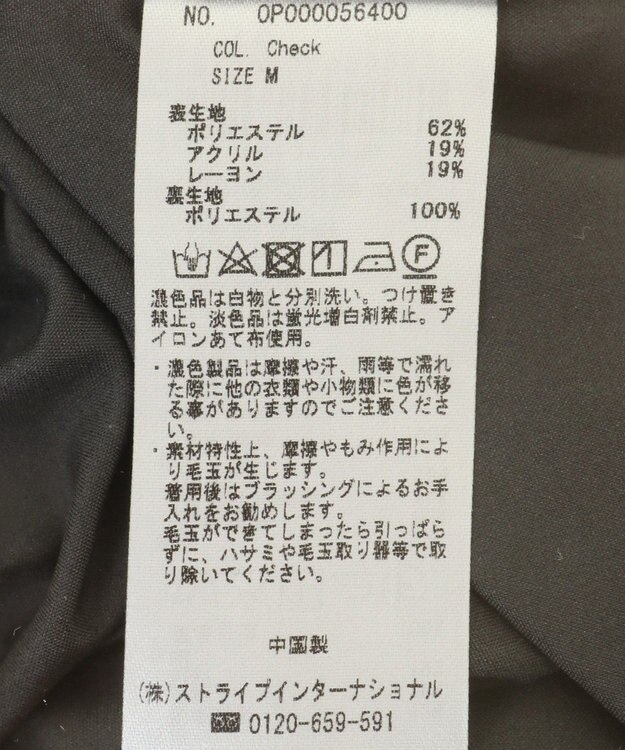 NO. OP000056400
COL. Check
SIZE M
表生地
ポリエステル 62%
アクリル 19%
レーヨン 19%
裏生地
ポリエステル 100%
F
濃色品は白物と分別洗い。つけ置き
禁止。淡色品は蛍光増白剤禁止。ア
イロンあて布使用。
・濃色製品は摩擦や汗、雨等で濡れ
た際に他の衣類や小物類に色が移
る事がありますのでご注意くださ
い。
・素材特性上、摩擦やもみ作用によ
り毛玉が生じます。
着用後はブラッシングによるお手
入れをお勧めします。
毛玉ができてしまったら引っぱら
ずに、ハサミや毛玉取り器等で取
り除いてください。
中国製
(株)ストライプインターナショナル
0120-659-591